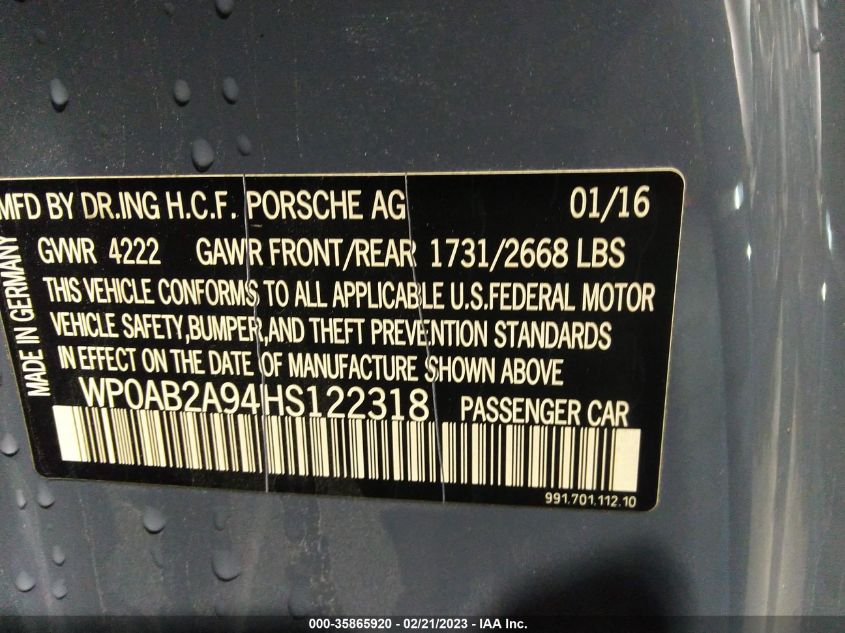 MFD BY DR.ING H.C.F. PORSCHE AG 01/16
GVWR 4222 GAWR FRONT/REAR 1731/2668 LBS
THIS VEHICLE CONFORMS TO ALL APPLICABLE U.S.FEDERAL MOTOR
VEHICLE SAFETY,BUMPER,AND THEFT PREVENTION STANDARDS
IN EFFECT ON THE DATE OF MANUFACTURE SHOWN ABOVE
WP0AB2A94HS122318 PASSENGER CAR
MADE IN GERMANY
991.701.112.10
000-35865920 - 02/21/2023 - IAA Inc.